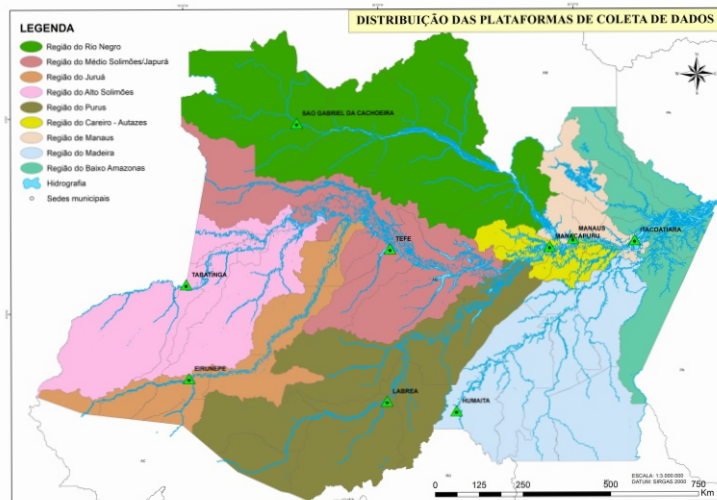 DISTRIBUIÇÃO DAS PLATAFORMAS DE COLETA DE DADOS
LEGENDA
Região do Rio Negro
Região do Médio Solimões/Japurá
Região do Juruá
Região do Alto Solimões
Região do Purus
Região do Careiro - Autazes
Região de Manaus
Região do Madeira
Região do Baixo Amazonas
Hidrografia
Sedes municipais
SAO GABRIEL DA CACHOEIRA
MANAUS
ITACOATIARA
MANACAPURU
TEFE
TABATINGA
EIRUNEPE
LABREA
HUMAITA
ESCALA: 1:3.000.000
DATUM: SIRGAS 2000
0 125 250 500 750
Km